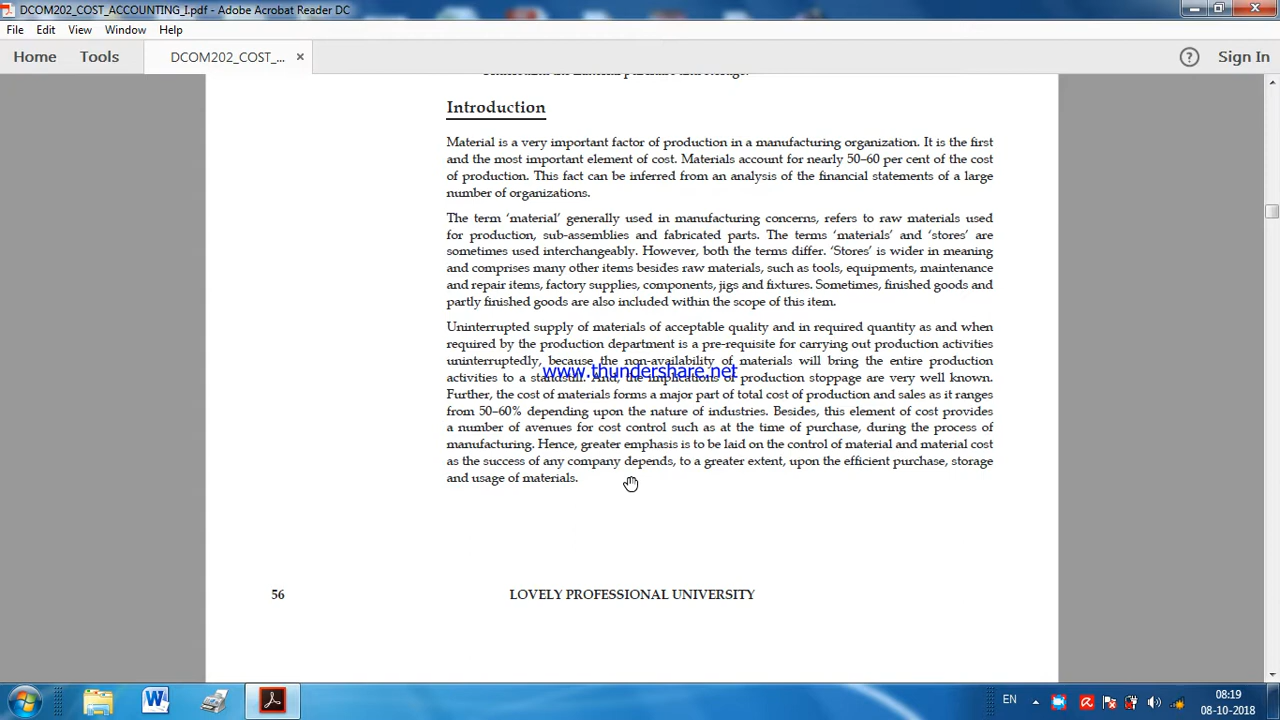 DCOM202_COST_ACCOUNTING_I.pdf - Adobe Acrobat Reader DC
File Edit View Window Help
Home Tools DCOM202_COST_... × ? Sign In
Introduction
Material is a very important factor of production in a manufacturing organization. It is the first
and the most important element of cost. Materials account for nearly 50–60 per cent of the cost
of production. This fact can be inferred from an analysis of the financial statements of a large
number of organizations.
The term ‘material’ generally used in manufacturing concerns, refers to raw materials used
for production, sub-assemblies and fabricated parts. The terms ‘materials’ and ‘stores’ are
sometimes used interchangeably. However, both the terms differ. ‘Stores’ is wider in meaning
and comprises many other items besides raw materials, such as tools, equipments, maintenance
and repair items, factory supplies, components, jigs and fixtures. Sometimes, finished goods and
partly finished goods are also included within the scope of this item.
Uninterrupted supply of materials of acceptable quality and in required quantity as and when
required by the production department is a pre-requisite for carrying out production activities
uninterruptedly, because the non-availability of materials will bring the entire production
www.thundershare.net
activities to a standstill. And, the implications of production stoppage are very well known.
Further, the cost of materials forms a major part of total cost of production and sales as it ranges
from 50–60% depending upon the nature of industries. Besides, this element of cost provides
a number of avenues for cost control such as at the time of purchase, during the process of
manufacturing. Hence, greater emphasis is to be laid on the control of material and material cost
as the success of any company depends, to a greater extent, upon the efficient purchase, storage
and usage of materials.
56 LOVELY PROFESSIONAL UNIVERSITY
EN 08:19
08-10-2018